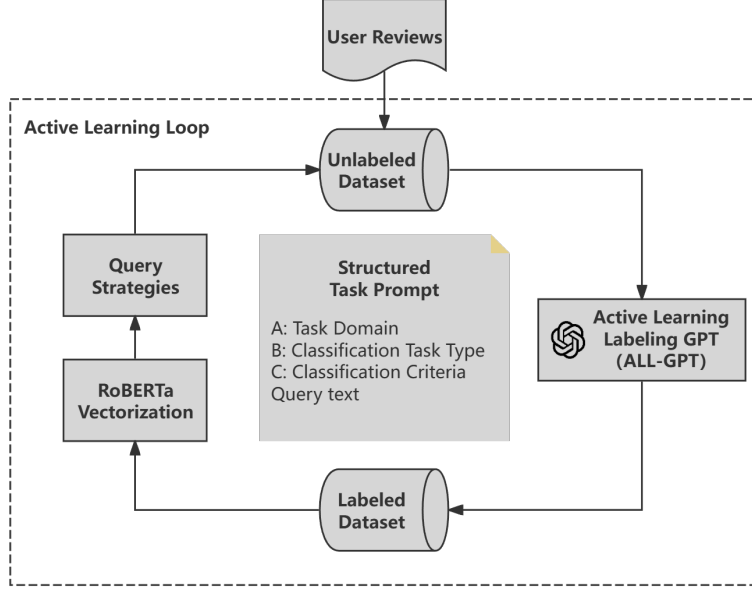 User Reviews
Active Learning Loop
Unlabeled
Dataset
Query
Strategies
Structured
Task Prompt
A: Task Domain
B: Classification Task Type
C: Classification Criteria
Query text
Active Learning
Labeling GPT
(ALL-GPT)
RoBERTa
Vectorization
Labeled
Dataset